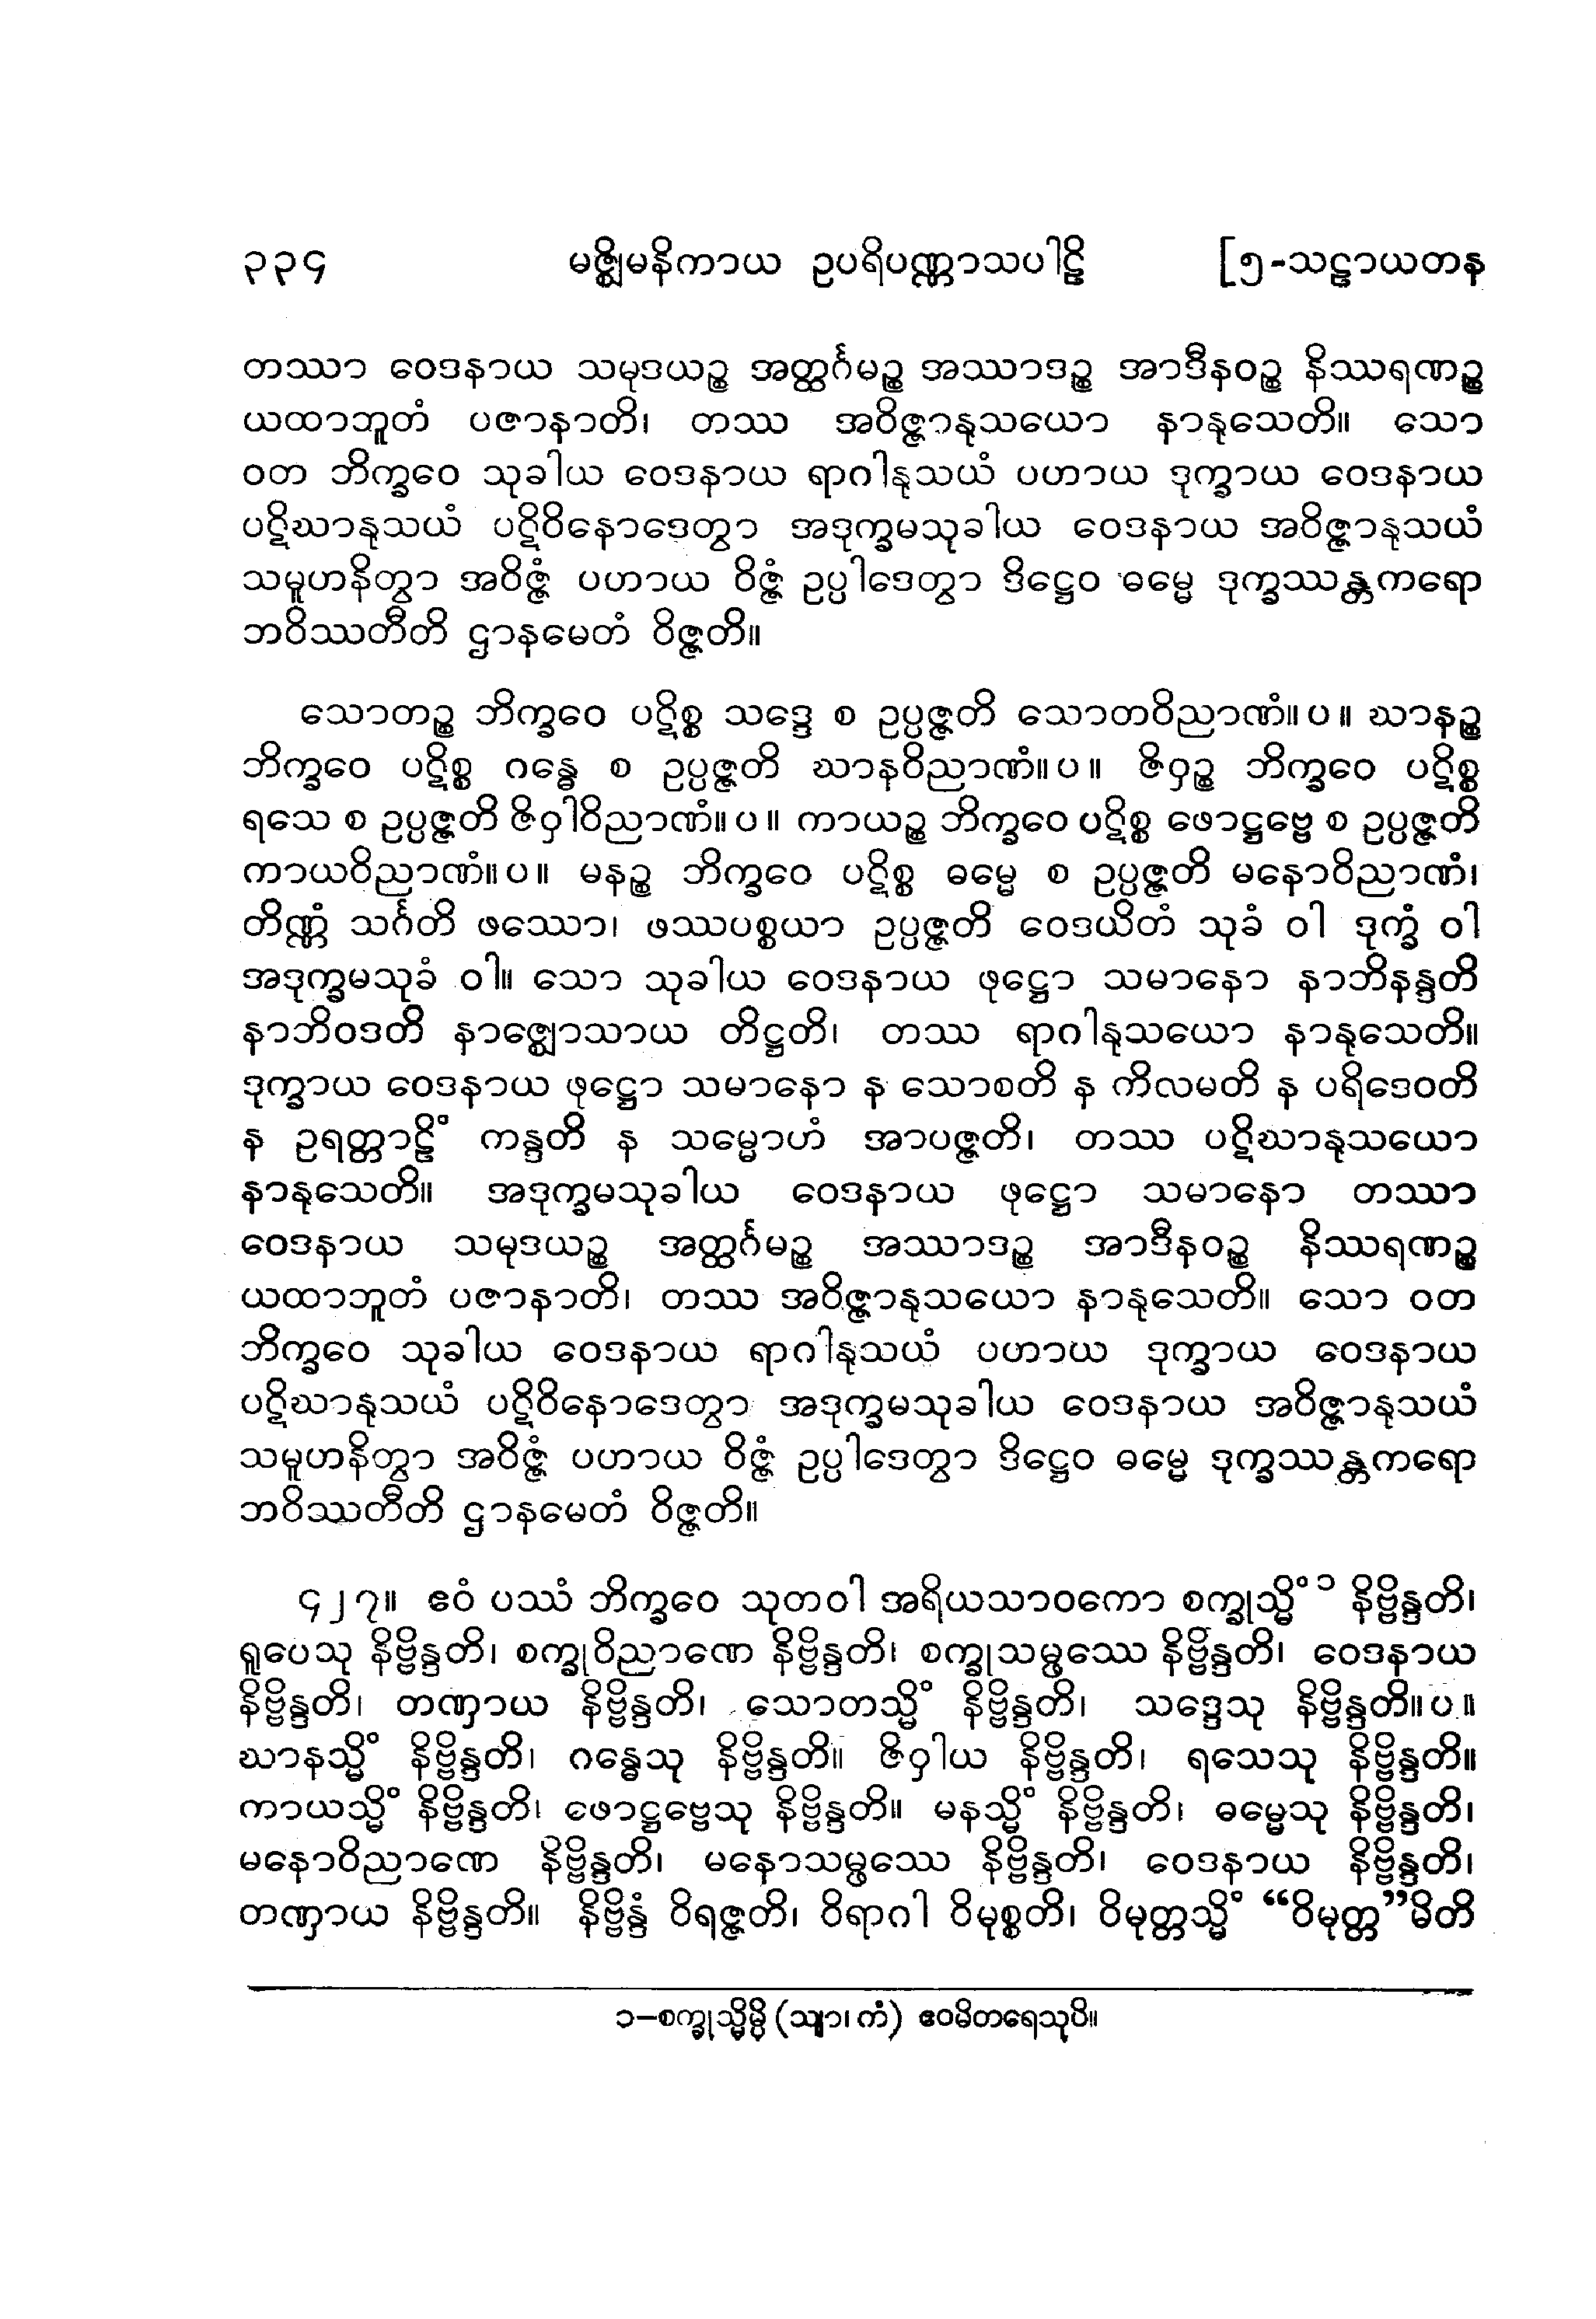 ၃၃၄ မဇ္ဈိမနိကာယ ဥပရိပဏ္ဏာသပါဠိ [၅-သဠာယတန
တဿာ ဝေဒနာယ သမုဒယဉ္စ အတ္ထင်္ဂမဉ္စ အဿာဒဉ္စ အာဒီနဝဉ္စ နိဿရဏဉ္စ
ယထာဘူတံ ပဇာနာတိ၊ တဿ အဝိဇ္ဇာနုသယော နာနုသေတိ။ သော
ဝတ ဘိက္ခဝေ သုခါယ ဝေဒနာယ ရာဂါနုသယံ ပဟာယ ဒုက္ခာယ ဝေဒနာယ
ပဋိဃာနုသယံ ပဋိဝိနောဒေတွာ အဒုက္ခမသုခါယ ဝေဒနာယ အဝိဇ္ဇာနုသယံ
သမူဟနိတွာ အဝိဇ္ဇံ ပဟာယ ဝိဇ္ဇံ ဥပ္ပါဒေတွာ ဒိဋ္ဌေဝ ဓမ္မေ ဒုက္ခဿန္တကရော
ဘဝိဿတီတိ ဌာနမေတံ ဝိဇ္ဇတိ။
သောတဉ္စ ဘိက္ခဝေ ပဋိစ္စ သဒ္ဒေ စ ဥပ္ပဇ္ဇတိ သောတဝိညာဏံ။ပ။ ဃာနဉ္စ
ဘိက္ခဝေ ပဋိစ္စ ဂန္ဓေ စ ဥပ္ပဇ္ဇတိ ဃာနဝိညာဏံ။ပ။ ဇိဝှဉ္စ ဘိက္ခဝေ ပဋိစ္စ
ရသေ စ ဥပ္ပဇ္ဇတိ ဇိဝှါဝိညာဏံ။ပ။ ကာယဉ္စ ဘိက္ခဝေ ပဋိစ္စ ဖောဋ္ဌဗ္ဗေ စ ဥပ္ပဇ္ဇတိ
ကာယဝိညာဏံ။ပ။ မနဉ္စ ဘိက္ခဝေ ပဋိစ္စ ဓမ္မေ စ ဥပ္ပဇ္ဇတိ မနောဝိညာဏံ၊
တိဏ္ဏံ သင်္ဂတိ ဖဿော၊ ဖဿပစ္စယာ ဥပ္ပဇ္ဇတိ ဝေဒယိတံ သုခံ ဝါ ဒုက္ခံ ဝါ
အဒုက္ခမသုခံ ဝါ။ သော သုခါယ ဝေဒနာယ ဖုဋ္ဌော သမာနော နာဘိနန္ဒတိ
နာဘိဝဒတိ နာဇ္ဈောသာယ တိဋ္ဌတိ၊ တဿ ရာဂါနုသယော နာနုသေတိ။
ဒုက္ခာယ ဝေဒနာယ ဖုဋ္ဌော သမာနော န သောစတိ န ကိလမတိ န ပရိဒေဝတိ
န ဥရတ္တာဠိံ ကန္ဒတိ န သမ္မောဟံ အာပဇ္ဇတိ၊ တဿ ပဋိဃာနုသယော
နာနုသေတိ။ အဒုက္ခမသုခါယ ဝေဒနာယ ဖုဋ္ဌော သမာနော တဿာ
ဝေဒနာယ သမုဒယဉ္စ အတ္ထင်္ဂမဉ္စ အဿာဒဉ္စ အာဒီနဝဉ္စ နိဿရဏဉ္စ
ယထာဘူတံ ပဇာနာတိ၊ တဿ အဝိဇ္ဇာနုသယော နာနုသေတိ။ သော ဝတ
ဘိက္ခဝေ သုခါယ ဝေဒနာယ ရာဂါနုသယံ ပဟာယ ဒုက္ခာယ ဝေဒနာယ
ပဋိဃာနုသယံ ပဋိဝိနောဒေတွာ အဒုက္ခမသုခါယ ဝေဒနာယ အဝိဇ္ဇာနုသယံ
သမူဟနိတွာ အဝိဇ္ဇံ ပဟာယ ဝိဇ္ဇံ ဥပ္ပါဒေတွာ ဒိဋ္ဌေဝ ဓမ္မေ ဒုက္ခဿန္တကရော
ဘဝိဿတီတိ ဌာနမေတံ ဝိဇ္ဇတိ။
၄၂၇။ ဧဝံ ပဿံ ဘိက္ခဝေ သုတဝါ အရိယသာဝကော စက္ခုသ္မိံ ၁ နိဗ္ဗိန္ဒတိ၊
ရူပေသု နိဗ္ဗိန္ဒတိ၊ စက္ခုဝိညာဏေ နိဗ္ဗိန္ဒတိ၊ စက္ခုသမ္ဖဿေ နိဗ္ဗိန္ဒတိ၊ ဝေဒနာယ
နိဗ္ဗိန္ဒတိ၊ တဏှာယ နိဗ္ဗိန္ဒတိ၊ သောတသ္မိံ နိဗ္ဗိန္ဒတိ၊ သဒ္ဒေသု နိဗ္ဗိန္ဒတိ။ပ။
ဃာနသ္မိံ နိဗ္ဗိန္ဒတိ၊ ဂန္ဓေသု နိဗ္ဗိန္ဒတိ။ ဇိဝှါယ နိဗ္ဗိန္ဒတိ၊ ရသေသု နိဗ္ဗိန္ဒတိ။
ကာယသ္မိံ နိဗ္ဗိန္ဒတိ၊ ဖောဋ္ဌဗ္ဗေသု နိဗ္ဗိန္ဒတိ။ မနသ္မိံ နိဗ္ဗိန္ဒတိ၊ ဓမ္မေသု နိဗ္ဗိန္ဒတိ၊
မနောဝိညာဏေ နိဗ္ဗိန္ဒတိ၊ မနောသမ္ဖဿေ နိဗ္ဗိန္ဒတိ၊ ဝေဒနာယ နိဗ္ဗိန္ဒတိ၊
တဏှာယ နိဗ္ဗိန္ဒတိ။ နိဗ္ဗိန္ဒံ ဝိရဇ္ဇတိ၊ ဝိရာဂါ ဝိမုစ္စတိ၊ ဝိမုတ္တသ္မိံ “ဝိမုတ္တ”မိတိ
၁–စက္ခုသ္မိမ္ပိ (သျာ၊ကံ) ဧဝမိတရေသုပိ။